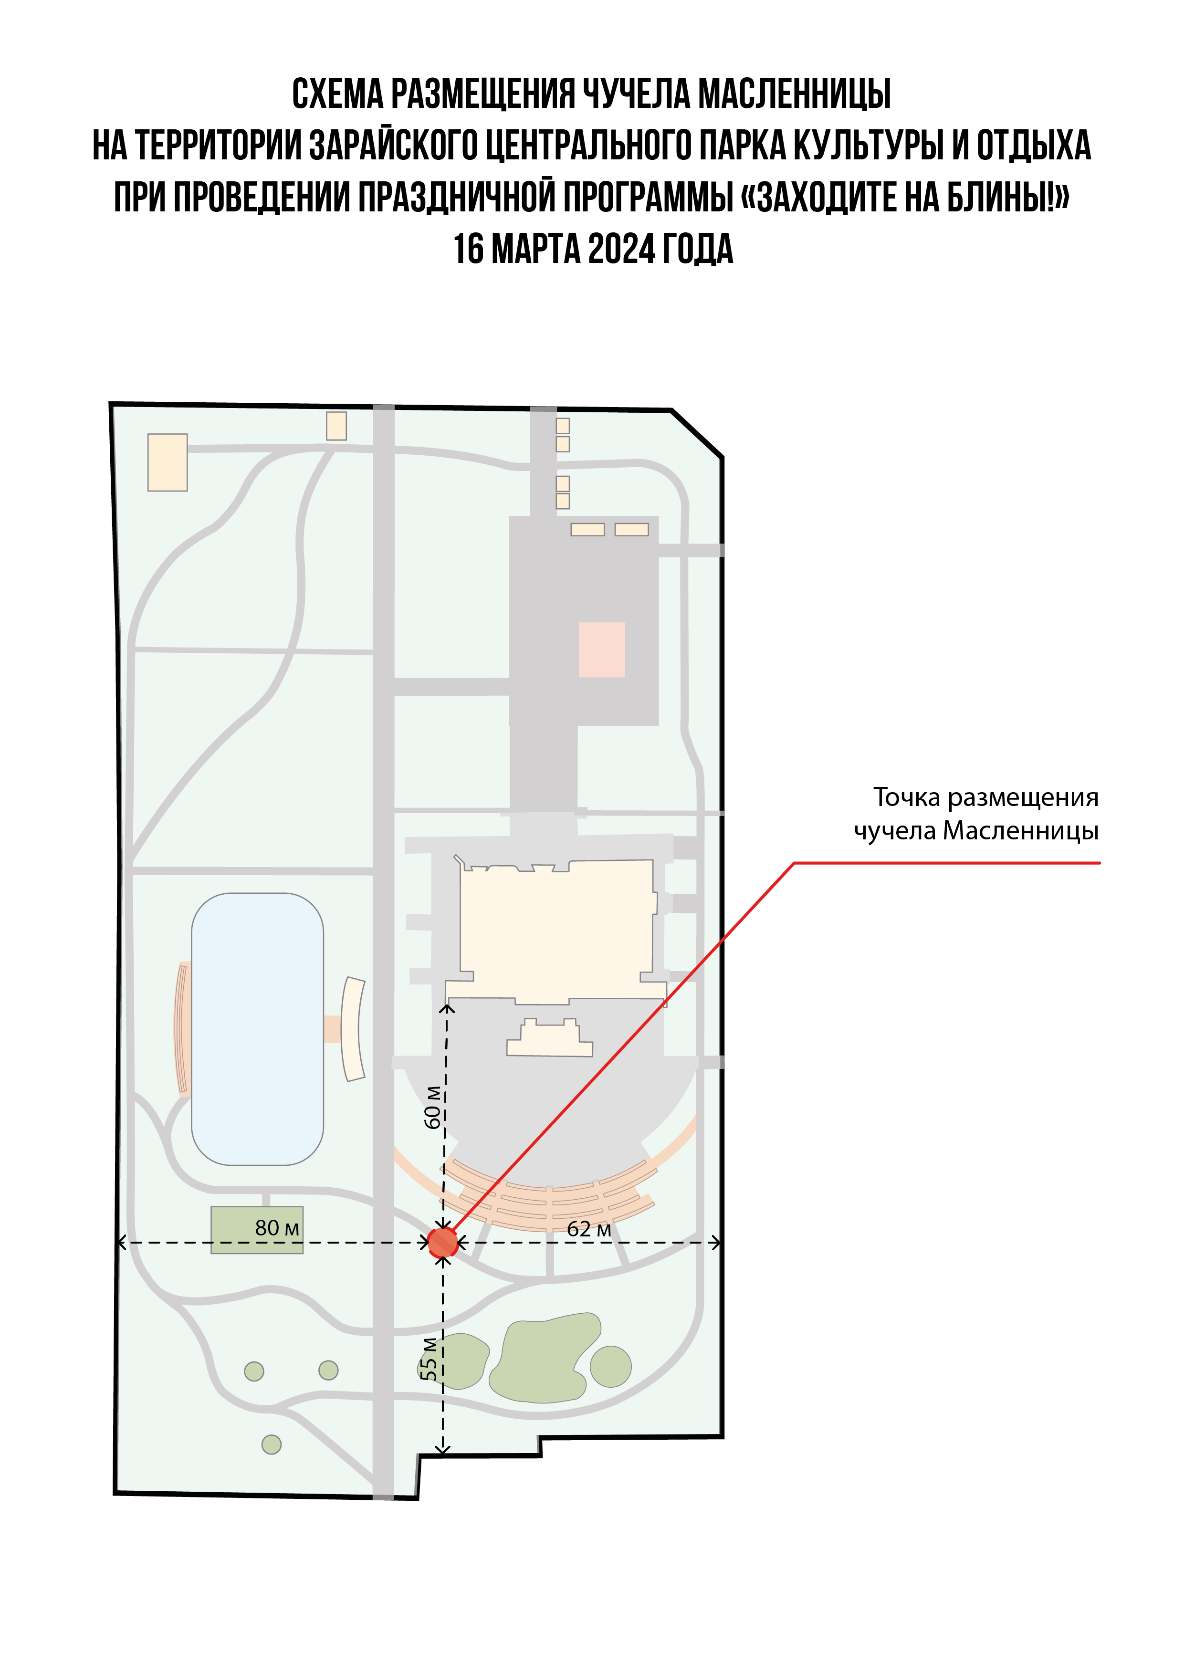 СХЕМА РАЗМЕЩЕНИЯ ЧУЧЕЛА МАСЛЕННИЦЫ
НА ТЕРРИТОРИИ ЗАРАЙСКОГО ЦЕНТРАЛЬНОГО ПАРКА КУЛЬТУРЫ И ОТДЫХА
ПРИ ПРОВЕДЕНИИ ПРАЗДНИЧНОЙ ПРОГРАММЫ «ЗАХОДИТЕ НА БЛИНЫ!»
16 МАРТА 2024 ГОДА
Точка размещения
чучела Масленницы
60 м
80 м
62 м
55 м